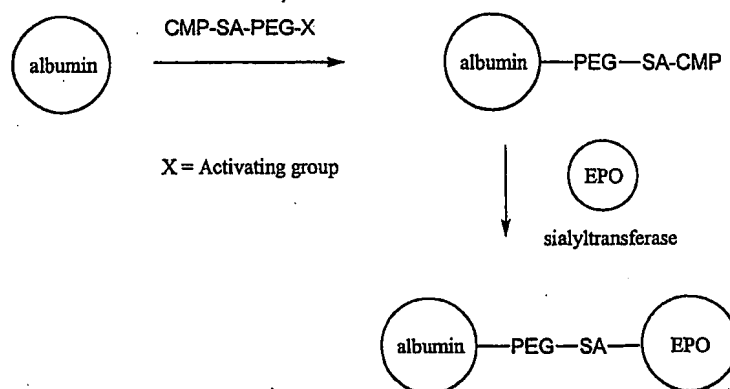 CMP-SA-PEG-X
albumin
albumin—PEG—SA-CMP
X = Activating group
EPO
sialyltransferase
albumin—PEG—SA—EPO